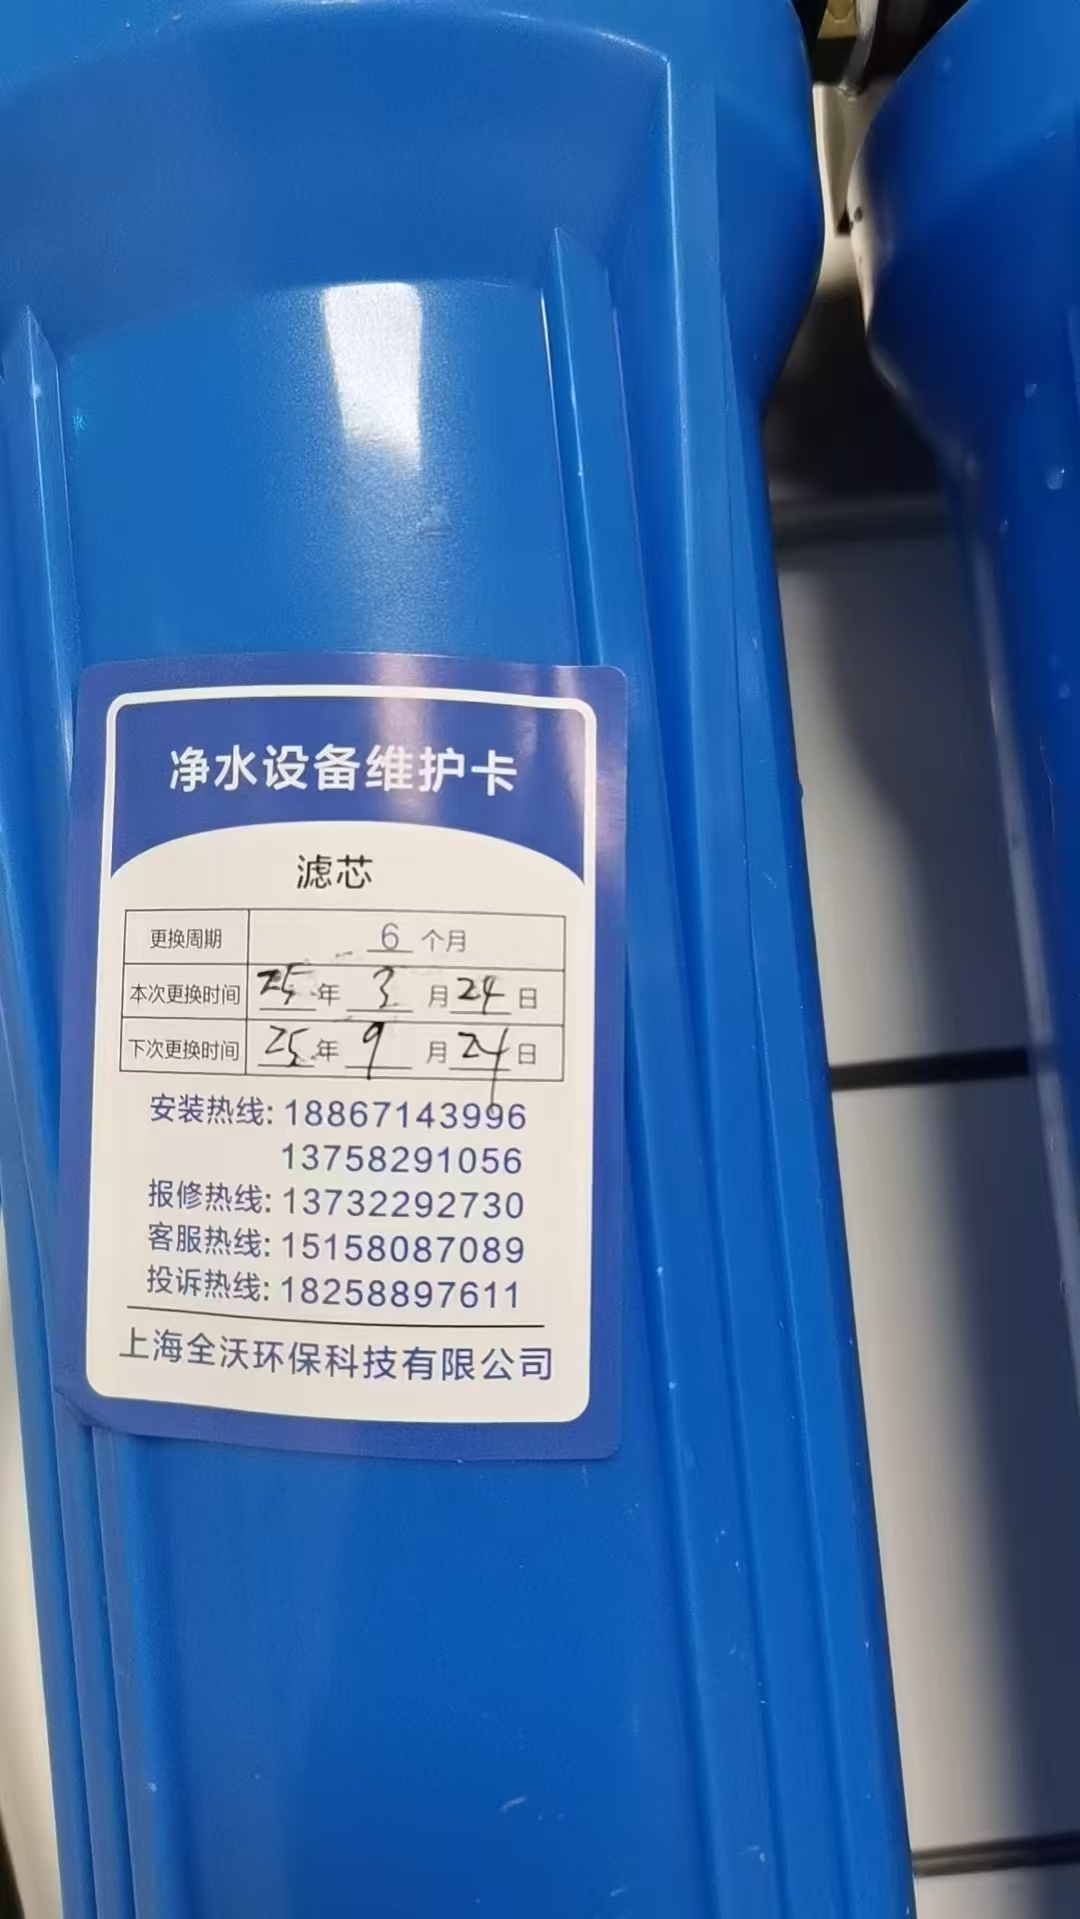 净水设备维护卡
滤芯
更换周期 6 个月
本次更换时间 25 年 3 月 24 日
下次更换时间 25 年 9 月 24 日
安装热线: 18867143996
13758291056
报修热线: 13732292730
客服热线: 15158087089
投诉热线: 18258897611
上海全沃环保科技有限公司